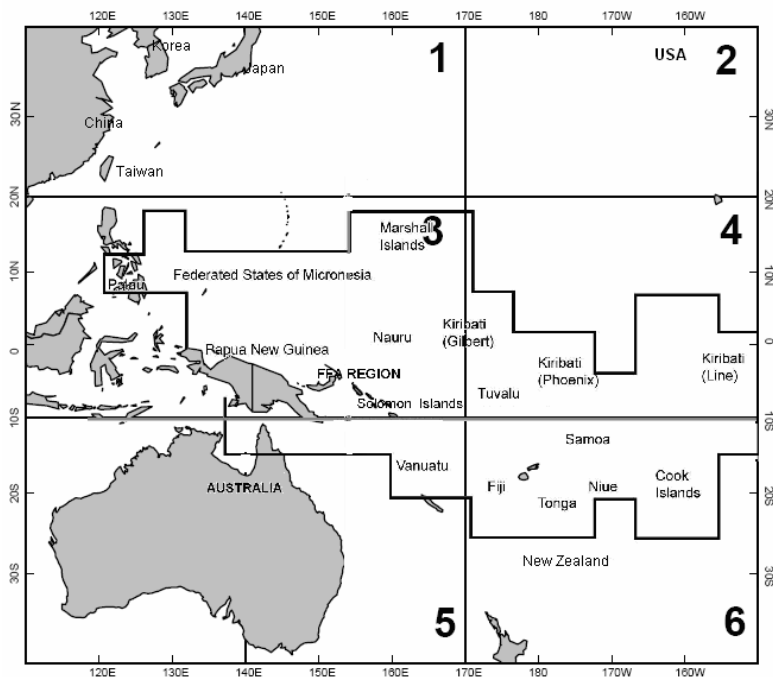 120E 130E 140E 150E 160E 170E 180 170W 160W
Korea
1
USA
2
Japan
30N
China
30N
Taiwan
20N
20N
Marshall
Islands
3
4
Federated States of Micronesia
10N
Palau
10N
Kiribati
(Gilbert)
Nauru
Papua New Guinea
0
Kiribati
(Phoenix)
Kiribati
(Line)
0
FFA REGION
Tuvalu
Solomon Islands
10S
10S
Samoa
Vanuatu
Cook
Islands
AUSTRALIA
Fiji
Niue
20S
Tonga
20S
New Zealand
30S
30S
5
6
120E 130E 140E 150E 160E 170E 180 170W 160W